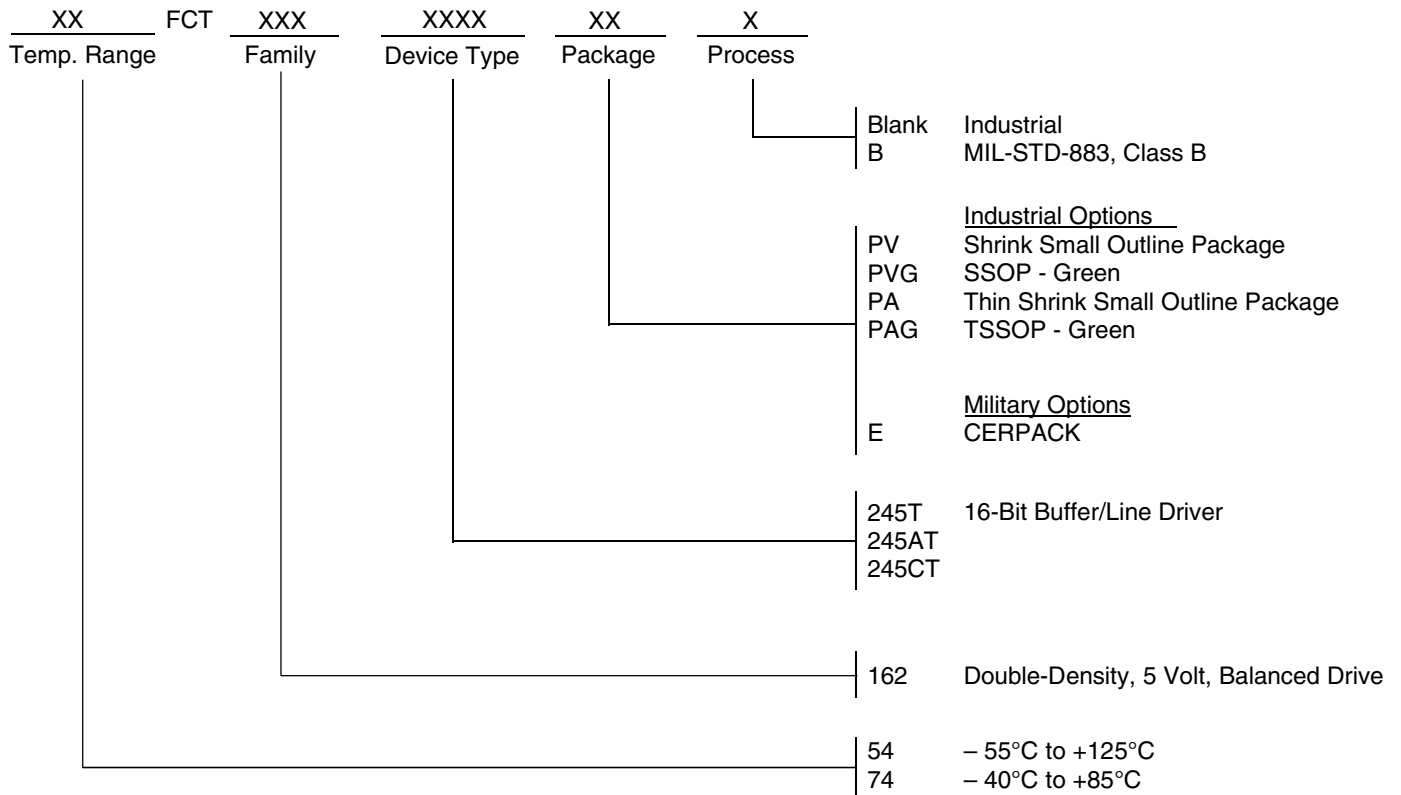 XX FCT XXX XXXX XX X
Temp. Range Family Device Type Package Process
Blank Industrial
B MIL-STD-883, Class B
Industrial Options
PV Shrink Small Outline Package
PVG SSOP - Green
PA Thin Shrink Small Outline Package
PAG TSSOP - Green
Military Options
E CERPACK
245T 16-Bit Buffer/Line Driver
245AT
245CT
162 Double-Density, 5 Volt, Balanced Drive
54 – 55°C to +125°C
74 – 40°C to +85°C